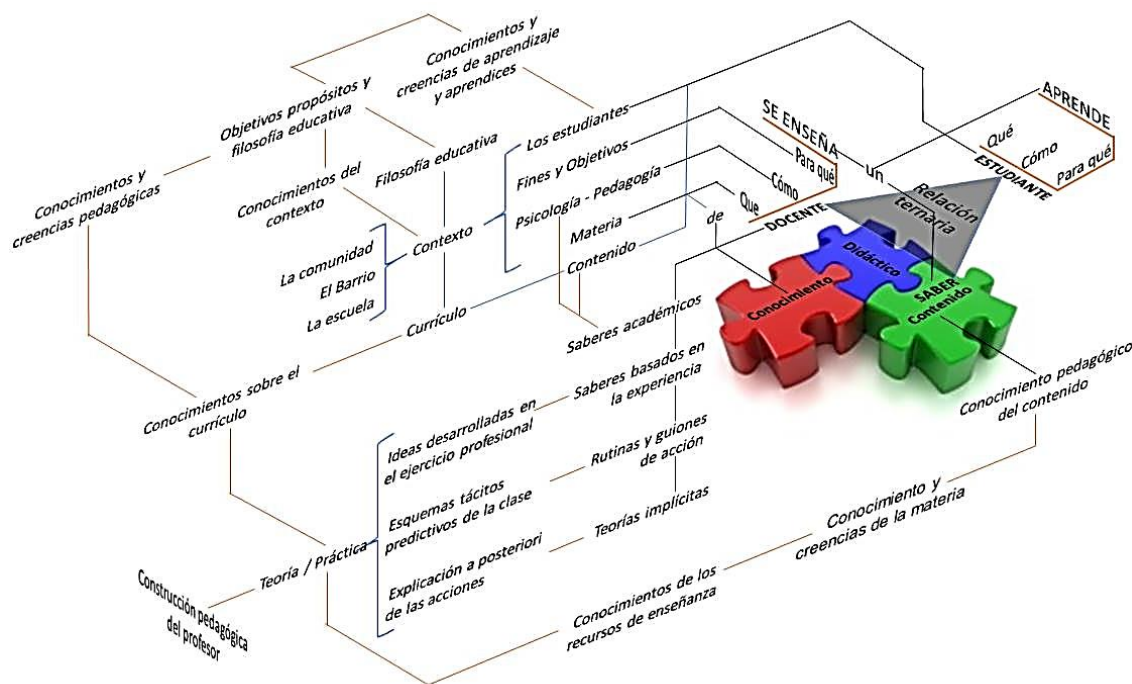 Conocimientos y
creencias de aprendizaje
y aprendices
Objetivos propósitos y
filosofía educativa
Conocimientos y
creencias pedagógicas
Conocimientos del
contexto
Filosofía educativa
Contexto
La comunidad
El Barrio
La escuela
Currículo
Conocimientos sobre el
currículo
Los estudiantes
Fines y Objetivos
Psicología - Pedagogía
Materia
Contenido
SE ENSEÑA
Para qué
Cómo
Que
de
DOCENTE
un
APRENDE
Qué
Cómo
Para qué
ESTUDIANTE
Relación
ternaria
Didáctico
Conocimiento
SABER
Contenido
Saberes académicos
Saberes basados en
la experiencia
Rutinas y guiones
de acción
Teorías implícitas
Ideas desarrolladas en
el ejercicio profesional
Esquemas tácitos
predictivos de la clase
Explicación a posteriori
de las acciones
Teoría / Práctica
Construcción pedagógica
del profesor
Conocimientos de los
recursos de enseñanza
Conocimiento y
creencias de la materia
Conocimiento pedagógico
del contenido